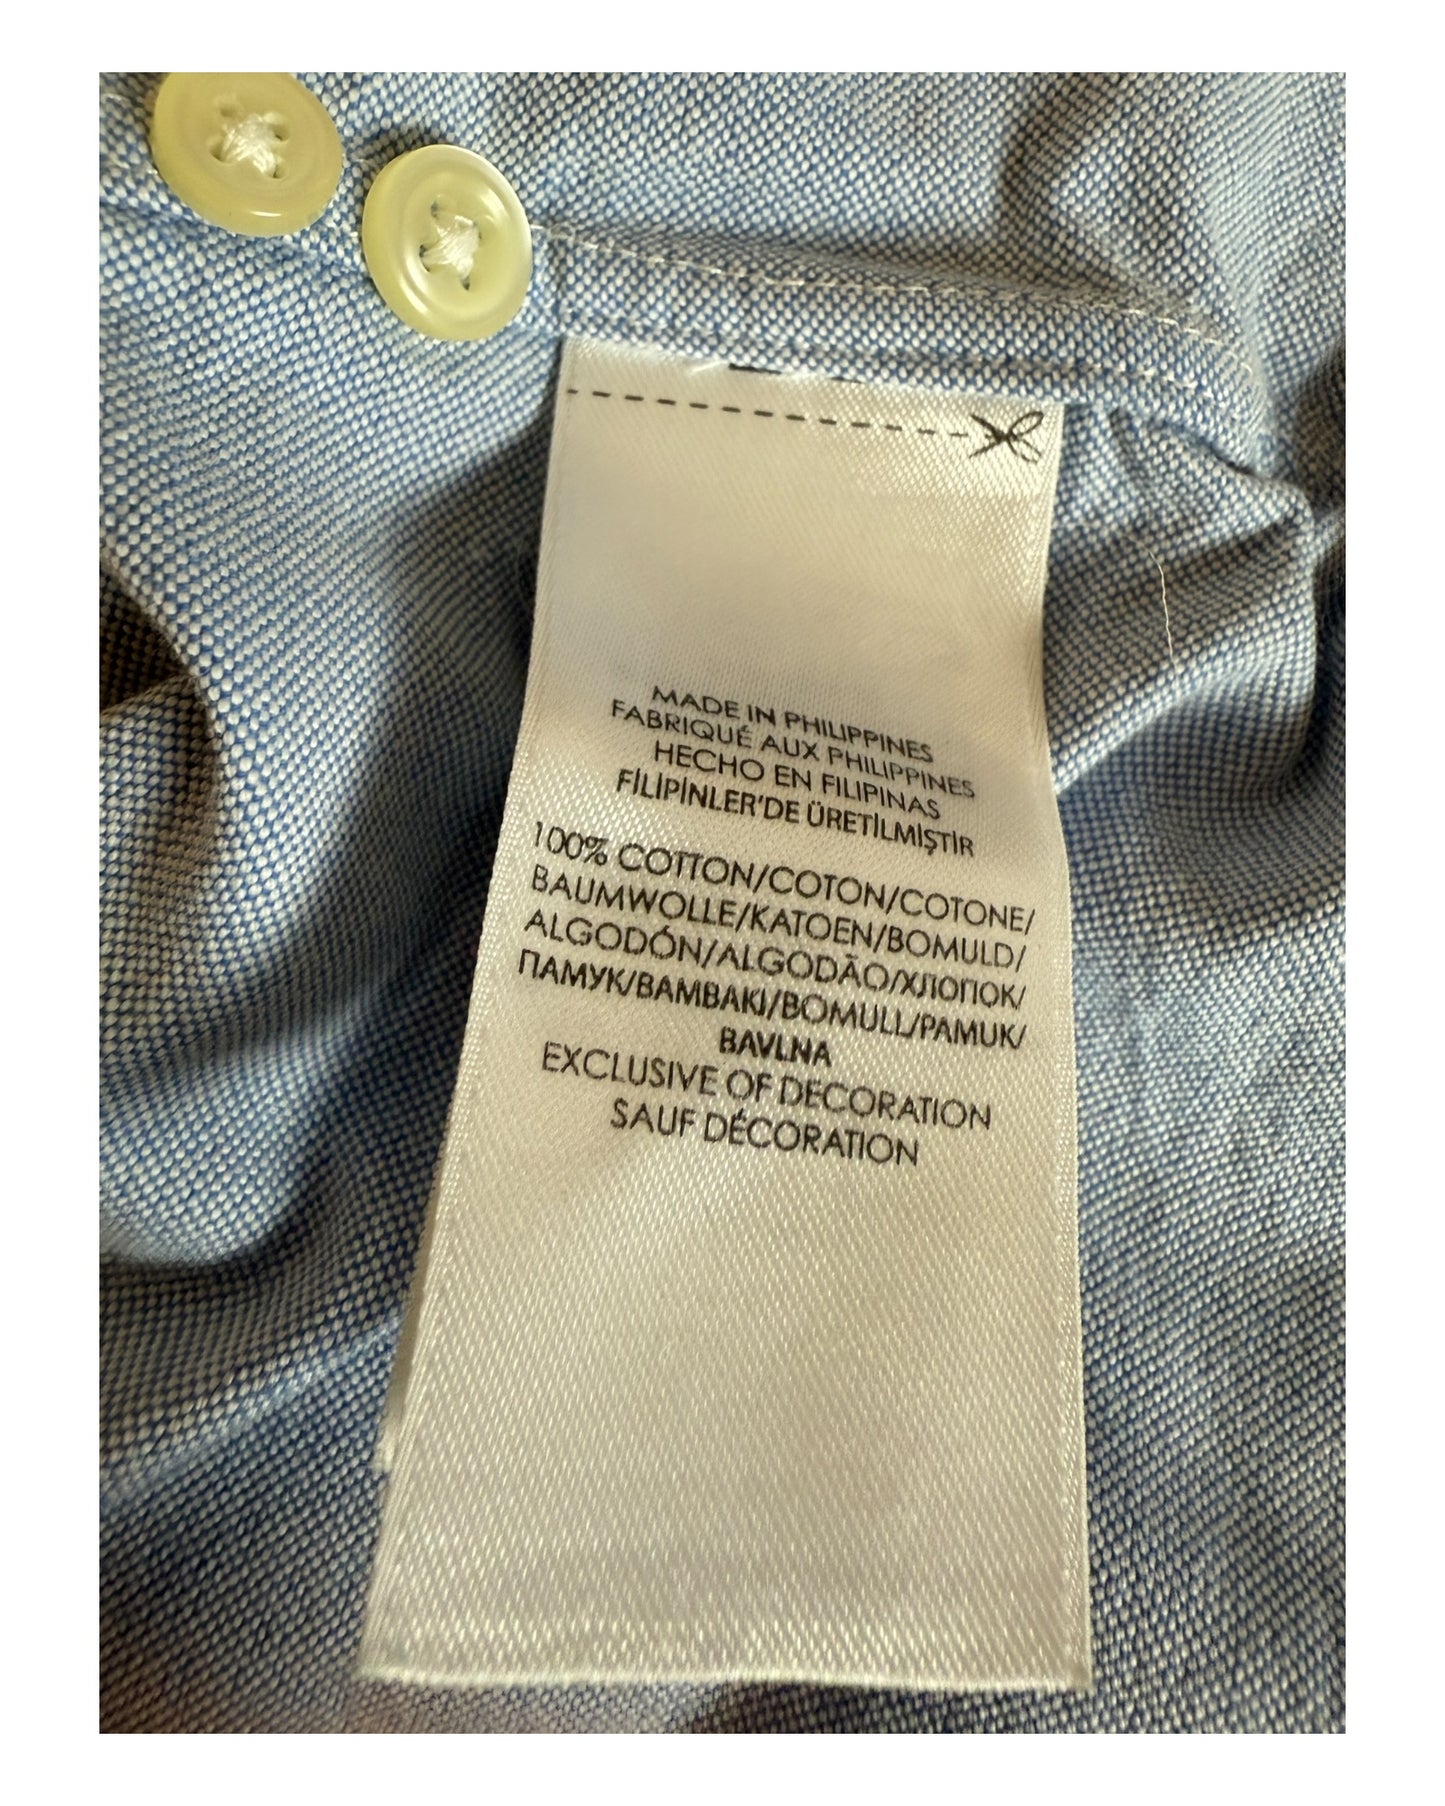 MADE IN PHILIPPINES
FABRIQUÉ AUX PHILIPPINES
HECHO EN FILIPINAS
FİLİPİNLER'DE ÜRETİLMİŞTİR
100% COTTON/COTON/COTONE/
BAUMWOLLE/KATOEN/BOMULD/
ALGODÓN/ALGODÃO/ХЛОПОК/
ПАМУК/BAMBAKI/BOMULL/PAMUK/
BAVLNA
EXCLUSIVE OF DECORATION
SAUF DÉCORATION